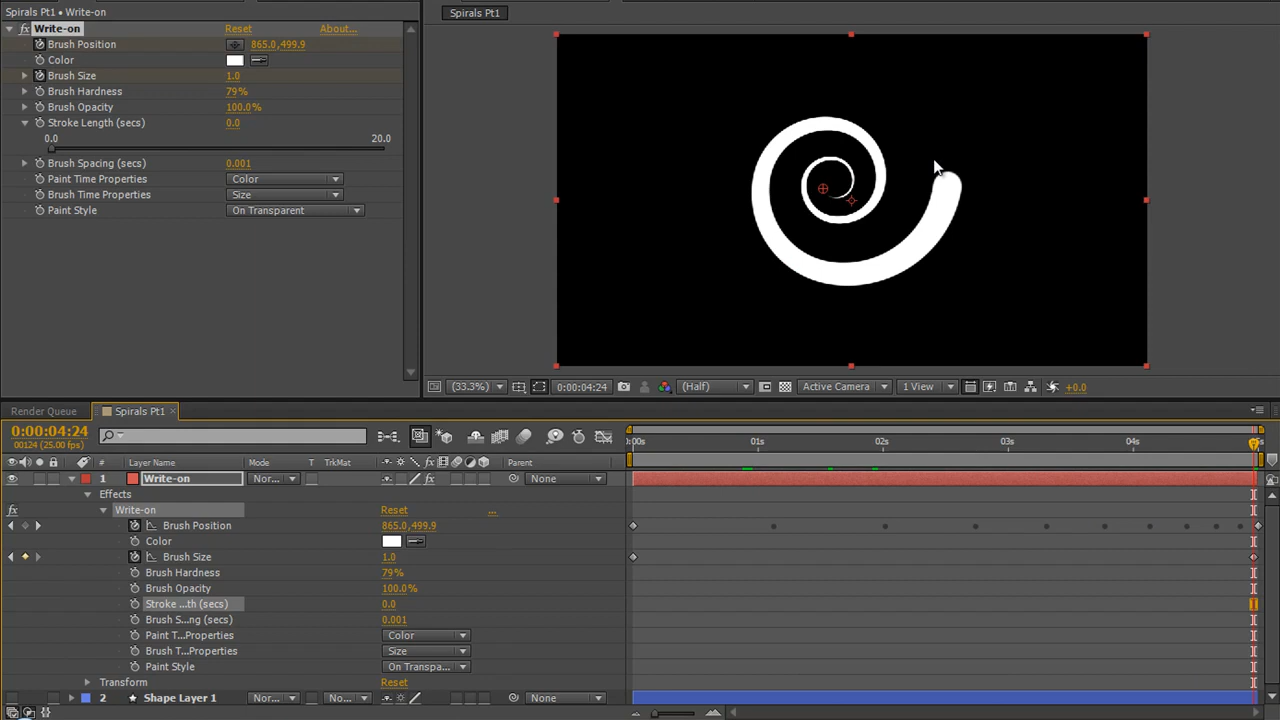 Spirals Pt1 • Write-on
Write-on Reset About...
Brush Position 865.0,499.9
Color
Brush Size 1.0
Brush Hardness 79%
Brush Opacity 100.0%
Stroke Length (secs) 0.0
0.0 20.0
Brush Spacing (secs) 0.001
Paint Time Properties Color
Brush Time Properties Size
Paint Style On Transparent
Spirals Pt1
(33.3%) 0:00:04:24 (Half) Active Camera 1 View +0.0
Render Queue Spirals Pt1
0:00:04:24
00124 (25.00 fps)
:00s 01s 02s 03s 04s
# Layer Name Mode T TrkMat Parent
1 Write-on Nor... None
Effects
Write-on Reset ...
Brush Position 865.0,499.9
Color
Brush Size 1.0
Brush Hardness 79%
Brush Opacity 100.0%
Stroke ...th (secs) 0.0
Brush S...ng (secs) 0.001
Paint T...Properties Color
Brush T...Properties Size
Paint Style On Transpa...
Transform Reset
2 Shape Layer 1 Nor... No... None